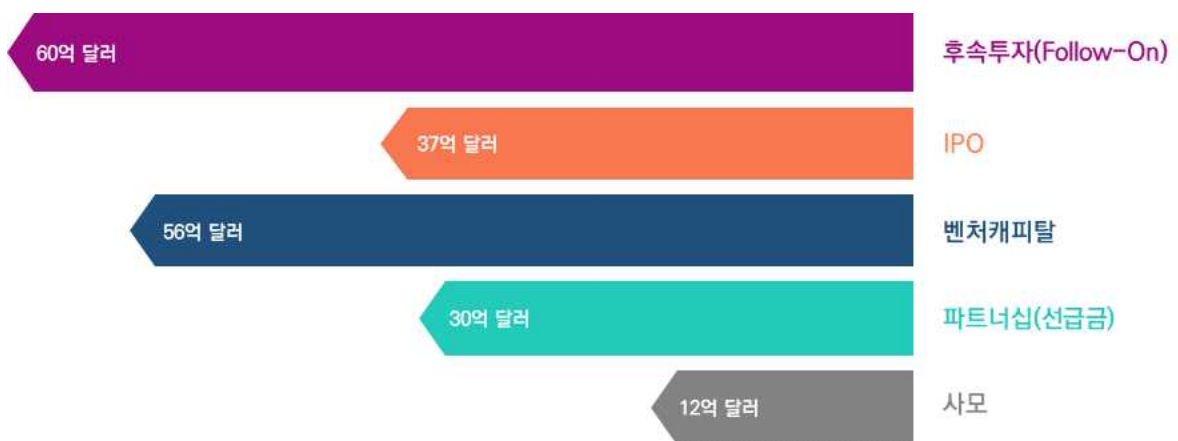 60억 달러 후속투자(Follow-On)
37억 달러 IPO
56억 달러 벤처캐피탈
30억 달러 파트너십(선급금)
12억 달러 사모